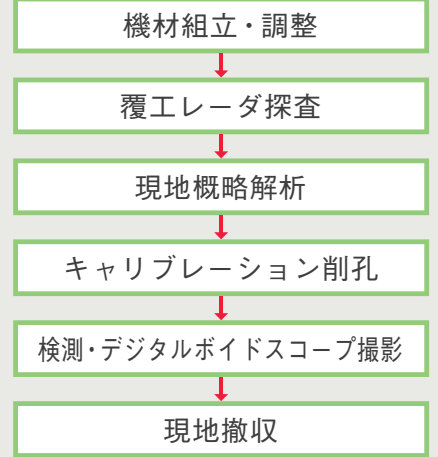 機材組立・調整
覆工レーダ探査
現地概略解析
キャリブレーション削孔
検測・デジタルボイドスコープ撮影
現地撤収